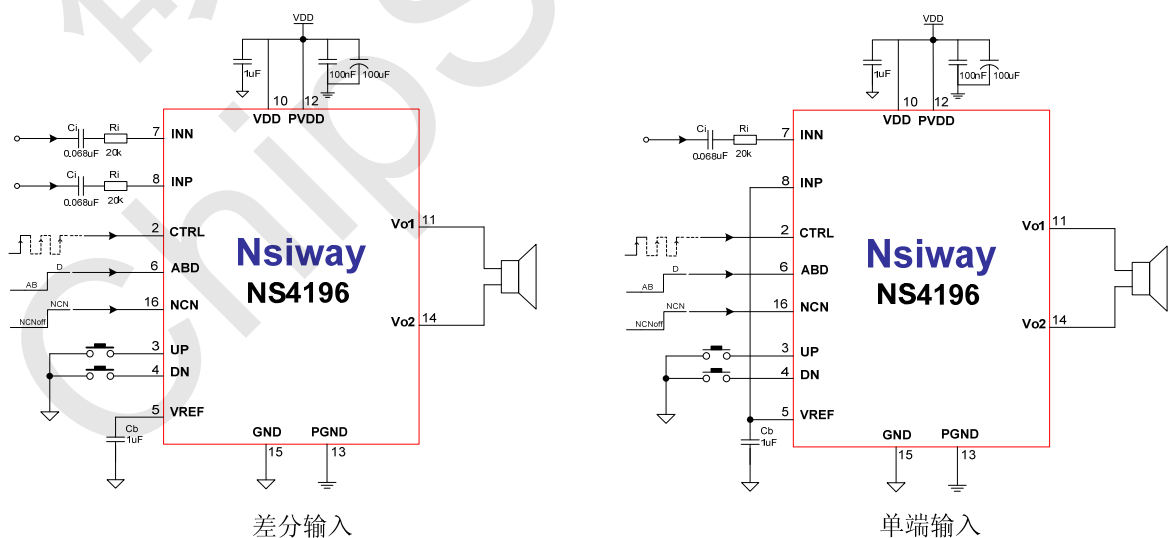 VDD
1uF
100nF
100uF
10
12
VDD
PVDD
Ci
Ri
7
INN
0.068uF
20k
Ci
Ri
8
INP
0.068uF
20k
2
CTRL
D
AB
6
ABD
NCN
NCNoff
16
NCN
3
UP
4
DN
5
VREF
Cb
1uF
Vo1
11
Nsiway
NS4196
Vo2
14
GND
PGND
15
13
差分输入
VDD
1uF
100nF
100uF
10
12
VDD
PVDD
Ci
Ri
7
INN
0.068uF
20k
8
INP
2
CTRL
D
AB
6
ABD
NCN
NCNoff
16
NCN
3
UP
4
DN
5
VREF
Cb
1uF
Vo1
11
Nsiway
NS4196
Vo2
14
GND
PGND
15
13
单端输入